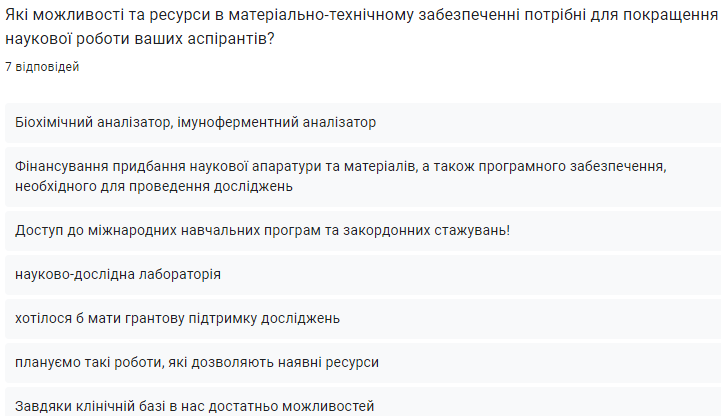 Які можливості та ресурси в матеріально-технічному забезпеченні потрібні для покращення
наукової роботи ваших аспірантів?
7 відповідей
Біохімічний аналізатор, імуноферментний аналізатор
Фінансування придбання наукової апаратури та матеріалів, а також програмного забезпечення,
необхідного для проведення досліджень
Доступ до міжнародних навчальних програм та закордонних стажувань!
науково-дослідна лабораторія
хотілося б мати грантову підтримку досліджень
плануємо такі роботи, які дозволяють наявні ресурси
Завдяки клінічній базі в нас достатньо можливостей